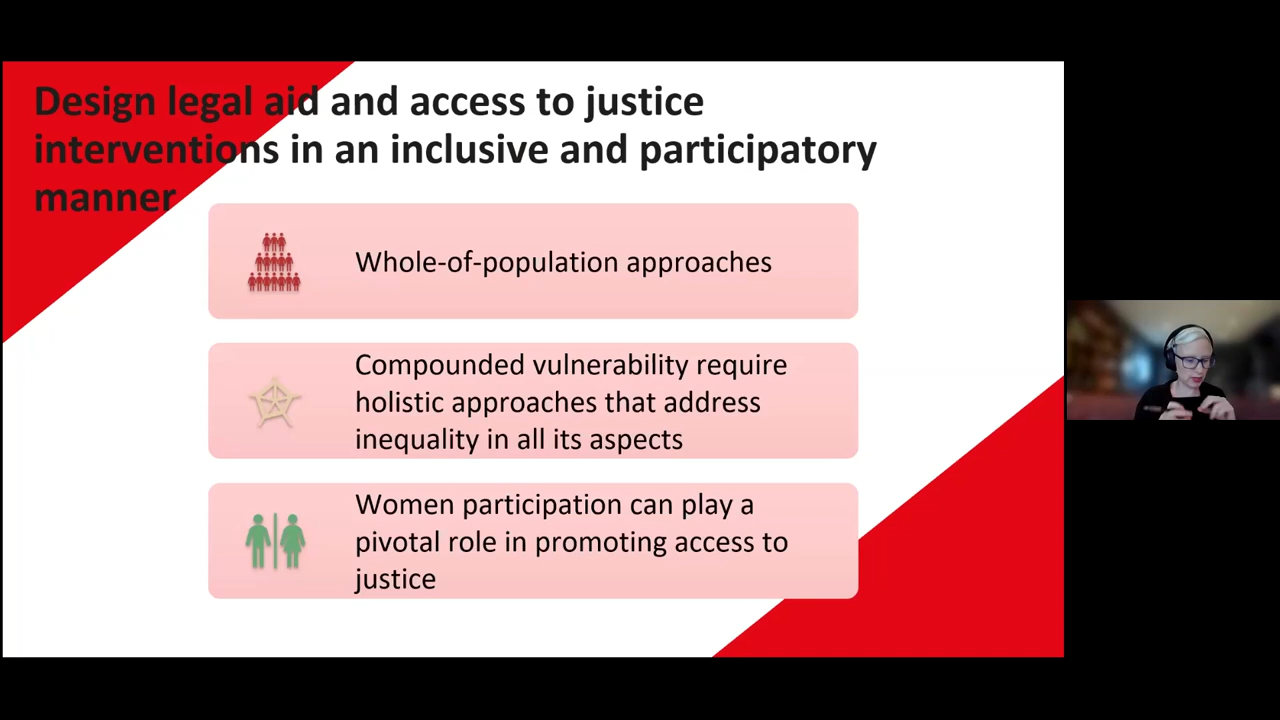 Design legal aid and access to justice
interventions in an inclusive and participatory
manner
Whole-of-population approaches
Compounded vulnerability require
holistic approaches that address
inequality in all its aspects
Women participation can play a
pivotal role in promoting access to
justice